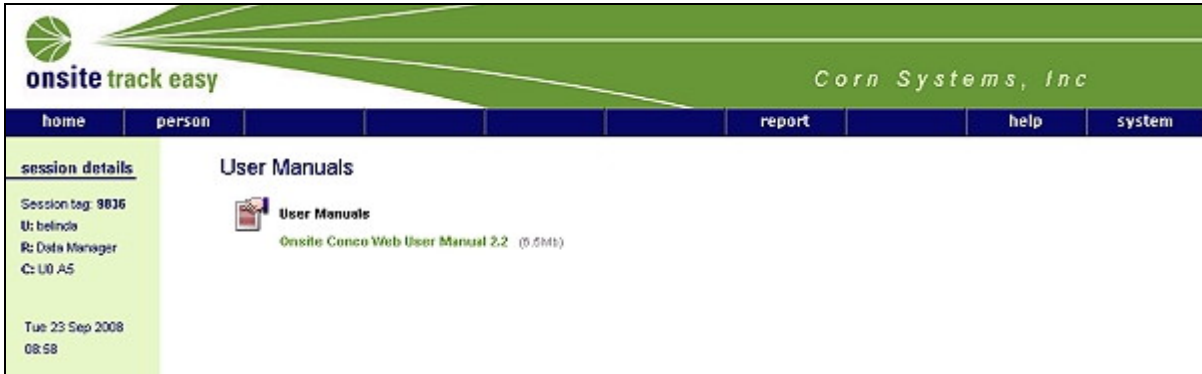 onsite track easy
Corn Systems, Inc
home person report help system
session details
User Manuals
Session tag: 9836
User Manuals
U: belinda
Onsite Conco Web User Manual 2.2 (6.5Mb)
R: Data Manager
C: U0 A5
Tue 23 Sep 2008
08:58